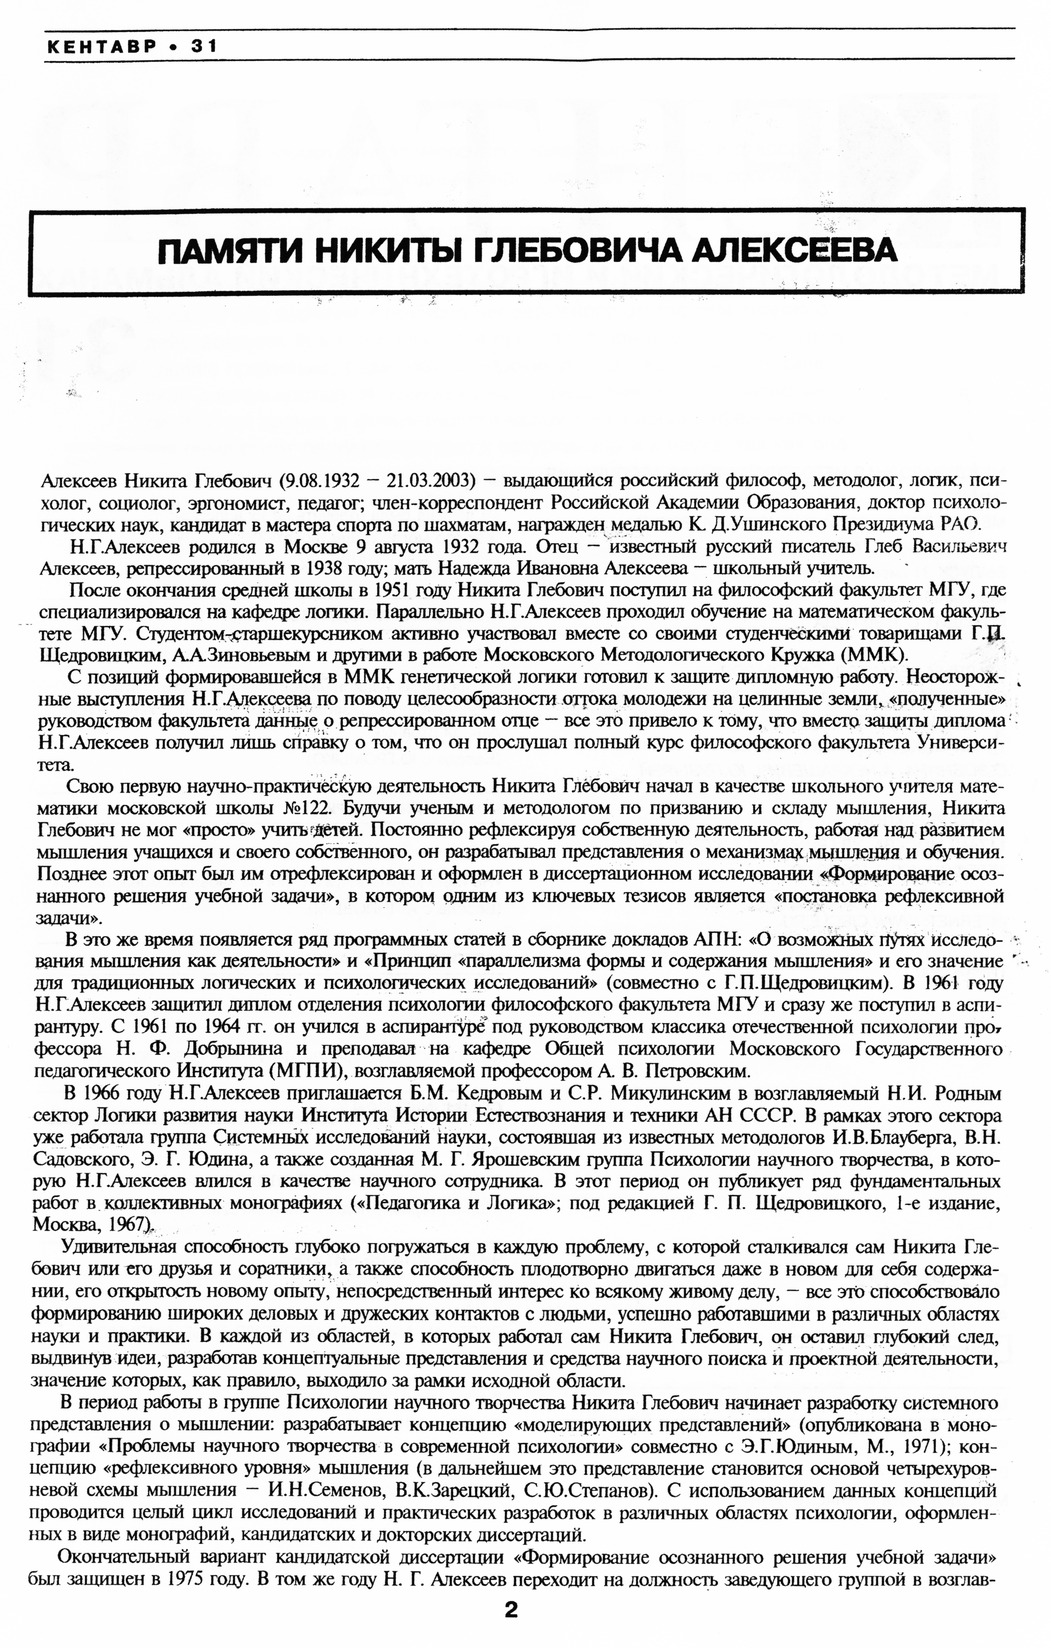 КЕНТАВР • 31
ПАМЯТИ НИКИТЫ ГЛЕБОВИЧА АЛЕКСЕЕВА
Алексеев Никита Глебович (9.08.1932 − 21.03.2003) − выдающийся российский философ, методолог, логик, пси-
холог, социолог, эргономист, педагог; член-корреспондент Российской Академии Образования, доктор психоло-
гических наук, кандидат в мастера спорта по шахматам, награжден медалью К. Д.Ушинского Президиума РАО.
Н.Г.Алексеев родился в Москве 9 августа 1932 года. Отец − известный русский писатель Глеб Васильевич
Алексеев, репрессированный в 1938 году; мать Надежда Ивановна Алексеева − школьный учитель.
После окончания средней школы в 1951 году Никита Глебович поступил на философский факультет МГУ, где
специализировался на кафедре логики. Параллельно Н.Г.Алексеев проходил обучение на математическом факуль-
тете МГУ. Студентом-старшекурсником активно участвовал вместе со своими студенческими товарищами Г.П.
Щедровицким, А.А.Зиновьевым и другими в работе Московского Методологического Кружка (ММК).
С позиций формировавшейся в ММК генетической логики готовил к защите дипломную работу. Неосторож-
ные выступления Н.Г.Алексеева по поводу целесообразности оттока молодежи на целинные земли, «полученные»
руководством факультета данные о репрессированном отце − все это привело к тому, что вместо защиты диплома
Н.Г.Алексеев получил лишь справку о том, что он прослушал полный курс философского факультета Универси-
тета.
Свою первую научно-практическую деятельность Никита Глебович начал в качестве школьного учителя мате-
матики московской школы №122. Будучи ученым и методологом по призванию и складу мышления, Никита
Глебович не мог «просто» учить детей. Постоянно рефлексируя собственную деятельность, работая над развитием
мышления учащихся и своего собственного, он разрабатывал представления о механизмах мышления и обучения.
Позднее этот опыт был им отрефлексирован и оформлен в диссертационном исследовании «Формирование осоз-
нанного решения учебной задачи», в котором одним из ключевых тезисов является «постановка рефлексивной
задачи».
В это же время появляется ряд программных статей в сборнике докладов АПН: «О возможных путях исследо-
вания мышления как деятельности» и «Принцип «параллелизма формы и содержания мышления» и его значение
для традиционных логических и психологических исследований» (совместно с Г.П.Щедровицким). В 1961 году
Н.Г.Алексеев защитил диплом отделения психологии философского факультета МГУ и сразу же поступил в аспи-
рантуру. С 1961 по 1964 гг. он учился в аспирантуре под руководством классика отечественной психологии про-
фессора Н. Ф. Добрынина и преподавал на кафедре Общей психологии Московского Государственного
педагогического Института (МГПИ), возглавляемой профессором А. В. Петровским.
В 1966 году Н.Г.Алексеев приглашается Б.М. Кедровым и С.Р. Микулинским в возглавляемый Н.И. Родным
сектор Логики развития науки Института Истории Естествознания и техники АН СССР. В рамках этого сектора
уже работала группа Системных исследований науки, состоявшая из известных методологов И.В.Блауберга, В.Н.
Садовского, Э. Г. Юдина, а также созданная М. Г. Ярошевским группа Психологии научного творчества, в кото-
рую Н.Г.Алексеев влился в качестве научного сотрудника. В этот период он публикует ряд фундаментальных
работ в коллективных монографиях («Педагогика и Логика»; под редакцией Г. П. Щедровицкого, 1-е издание,
Москва, 1967).
Удивительная способность глубоко погружаться в каждую проблему, с которой сталкивался сам Никита Гле-
бович или его друзья и соратники, а также способность плодотворно двигаться даже в новом для себя содержа-
нии, его открытость новому опыту, непосредственный интерес ко всякому живому делу, − все это способствовало
формированию широких деловых и дружеских контактов с людьми, успешно работавшими в различных областях
науки и практики. В каждой из областей, в которых работал сам Никита Глебович, он оставил глубокий след,
выдвинув идеи, разработав концептуальные представления и средства научного поиска и проектной деятельности,
значение которых, как правило, выходило за рамки исходной области.
В период работы в группе Психологии научного творчества Никита Глебович начинает разработку системного
представления о мышлении: разрабатывает концепцию «моделирующих представлений» (опубликована в моно-
графии «Проблемы научного творчества в современной психологии» совместно с Э.Г.Юдиным, М., 1971); кон-
цепцию «рефлексивного уровня» мышления (в дальнейшем это представление становится основой четырехуров-
невой схемы мышления − И.Н.Семенов, В.К.Зарецкий, С.Ю.Степанов). С использованием данных концепций
проводится целый цикл исследований и практических разработок в различных областях психологии, оформлен-
ных в виде монографий, кандидатских и докторских диссертаций.
Окончательный вариант кандидатской диссертации «Формирование осознанного решения учебной задачи»
был защищен в 1975 году. В том же году Н. Г. Алексеев переходит на должность заведующего группой в возглав-
2